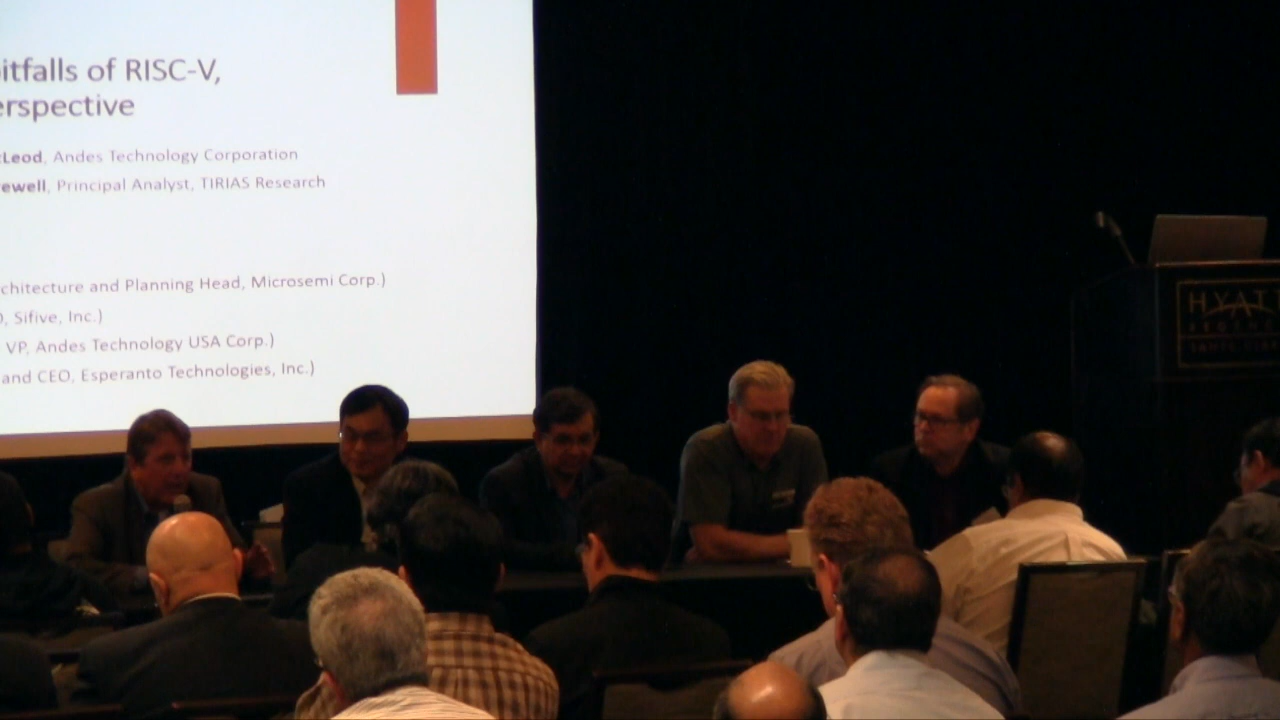 itfalls of RISC-V,
erspective
cLeod, Andes Technology Corporation
ewell, Principal Analyst, TIRIAS Research
chitecture and Planning Head, Microsemi Corp.)
O, Sifive, Inc.)
VP, Andes Technology USA Corp.)
and CEO, Esperanto Technologies, Inc.)
HYATT